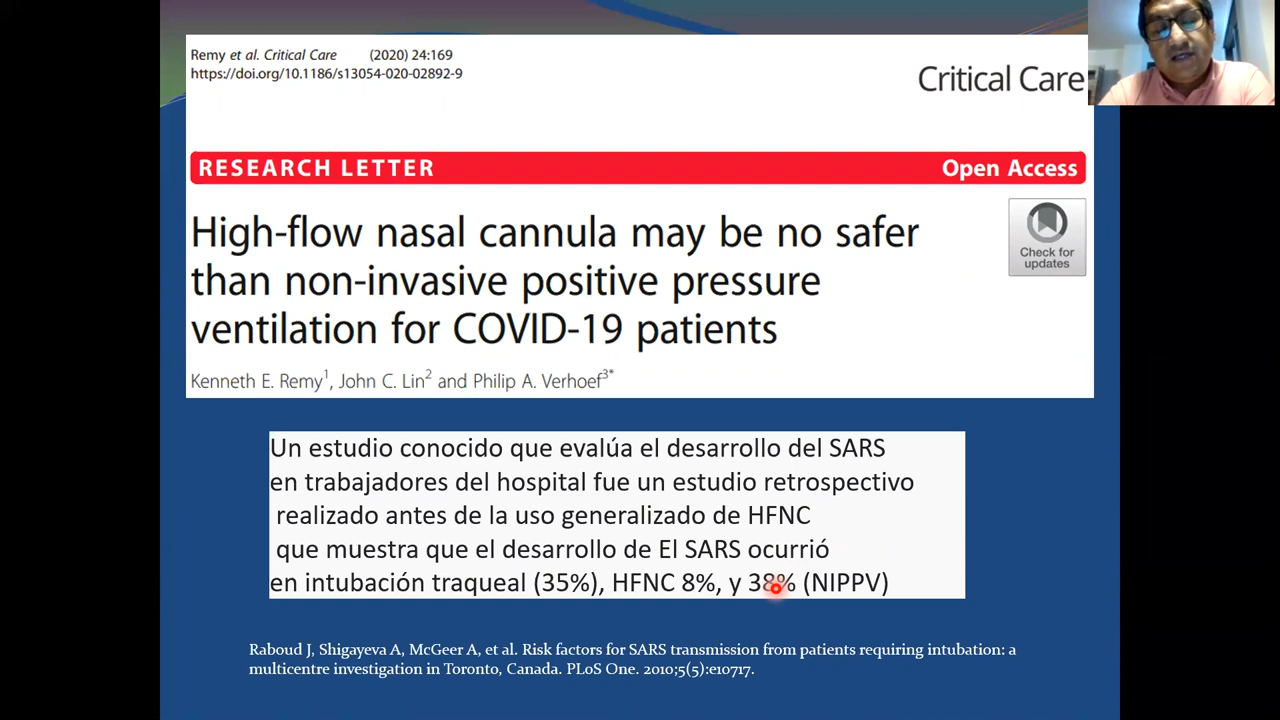 Remy et al. Critical Care (2020) 24:169
https://doi.org/10.1186/s13054-020-02892-9
Critical Care
RESEARCH LETTER
Open Access
High-flow nasal cannula may be no safer
than non-invasive positive pressure
ventilation for COVID-19 patients
Check for
updates
Kenneth E. Remy1, John C. Lin2 and Philip A. Verhoef3*
Un estudio conocido que evalúa el desarrollo del SARS
en trabajadores del hospital fue un estudio retrospectivo
realizado antes de la uso generalizado de HFNC
que muestra que el desarrollo de El SARS ocurrió
en intubación traqueal (35%), HFNC 8%, y 38% (NIPPV)
Raboud J, Shigayeva A, McGeer A, et al. Risk factors for SARS transmission from patients requiring intubation: a
multicentre investigation in Toronto, Canada. PLoS One. 2010;5(5):e10717.